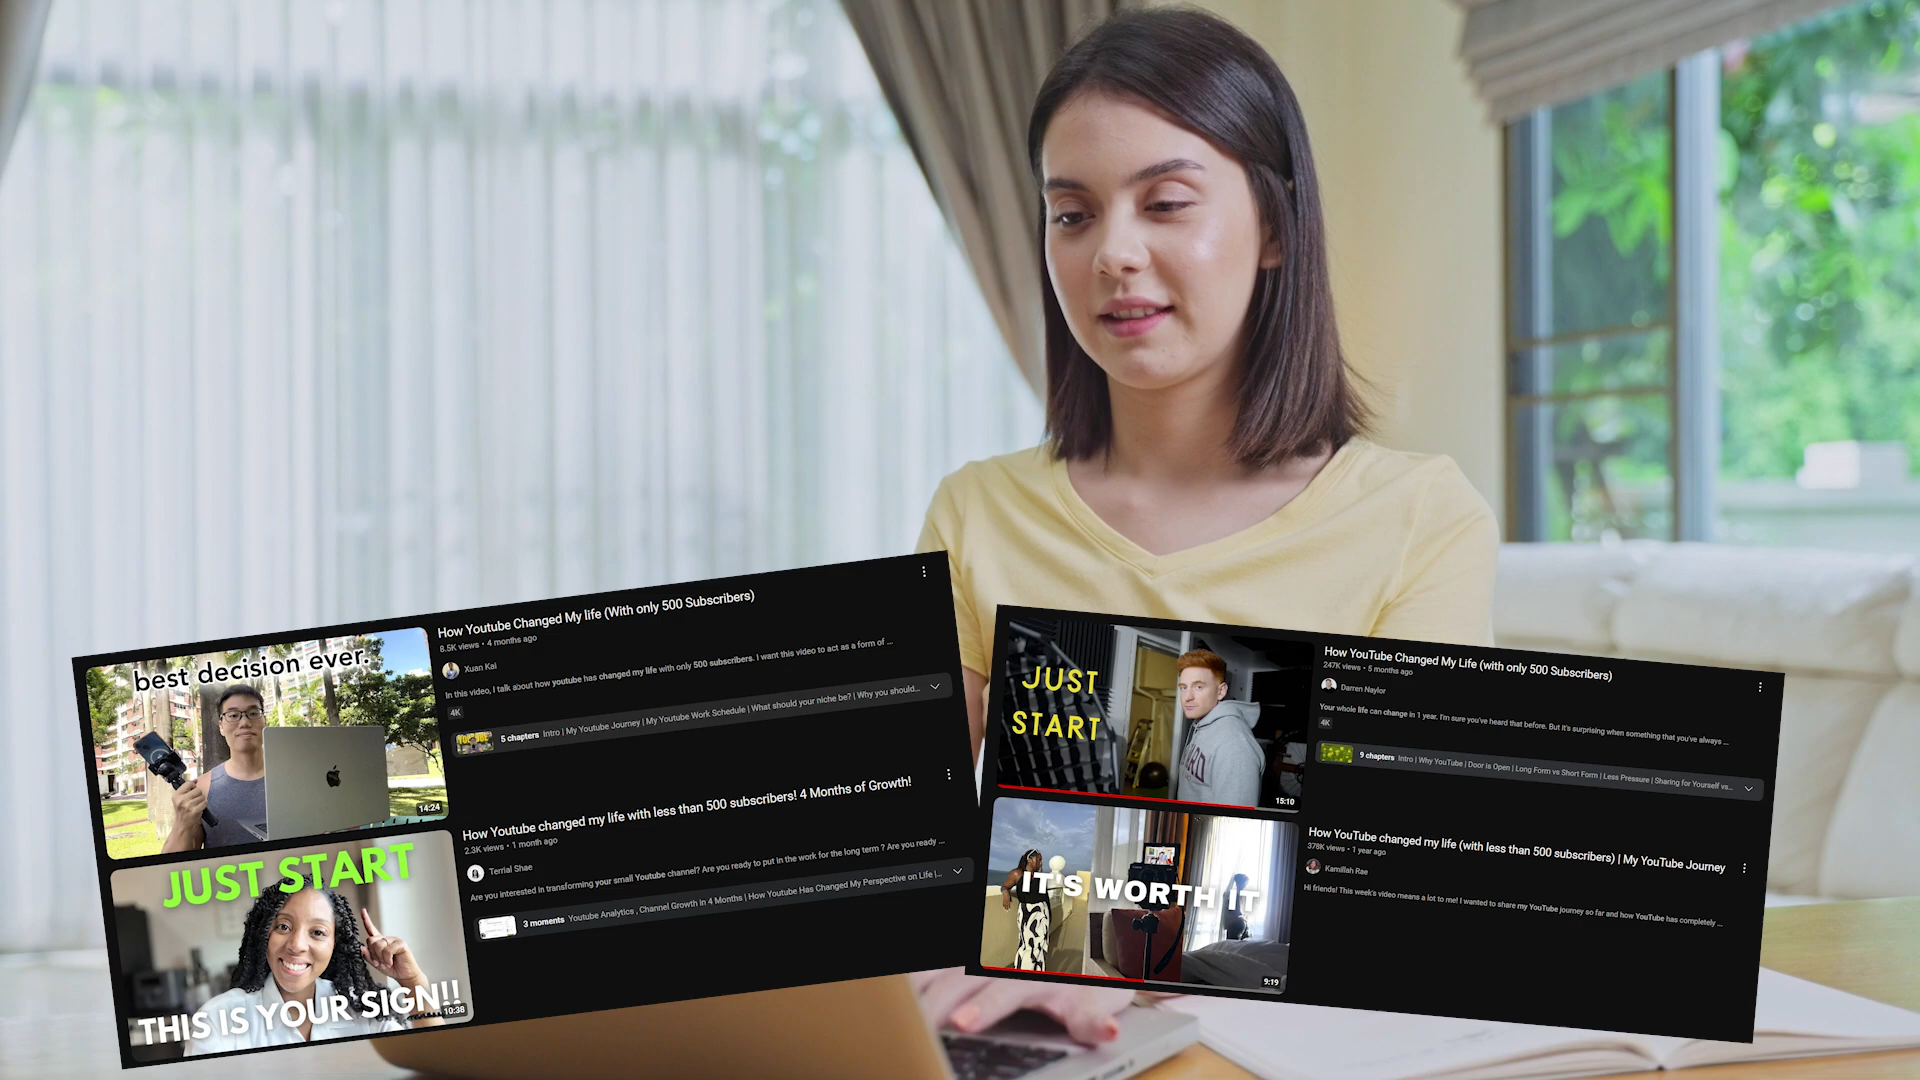 best decision ever.
14:24
How Youtube Changed My life (With only 500 Subscribers)
8.5K views • 4 months ago
Xuan Kai
In this video, I talk about how youtube has changed my life with only 500 subscribers. I want this video to act as a form of ...
4K
5 chapters Intro | My Youtube Journey | My Youtube Work Schedule | What should your niche be? | Why you should...
JUST START
THIS IS YOUR SIGN!!
10:38
How Youtube changed my life with less than 500 subscribers! 4 Months of Growth!
2.3K views • 1 month ago
Terrial Shae
Are you interested in transforming your small Youtube channel? Are you ready to put in the work for the long term ? Are you ready ...
3 moments Youtube Analytics , Channel Growth in 4 Months | How Youtube Has Changed My Perspective on Life |...
JUST
START
15:10
How YouTube Changed My Life (with only 500 Subscribers)
247K views • 5 months ago
Darren Naylor
Your whole life can change in 1 year. I'm sure you've heard that before. But it's surprising when something that you've always ...
4K
9 chapters Intro | Why YouTube | Door is Open | Long Form vs Short Form | Less Pressure | Sharing for Yourself vs...
IT'S WORTH IT
9:19
How YouTube changed my life (with less than 500 subscribers) | My YouTube Journey
378K views • 1 year ago
Kamillah Rae
Hi friends! This week's video means a lot to me! I wanted to share my YouTube journey so far and how YouTube has completely ...